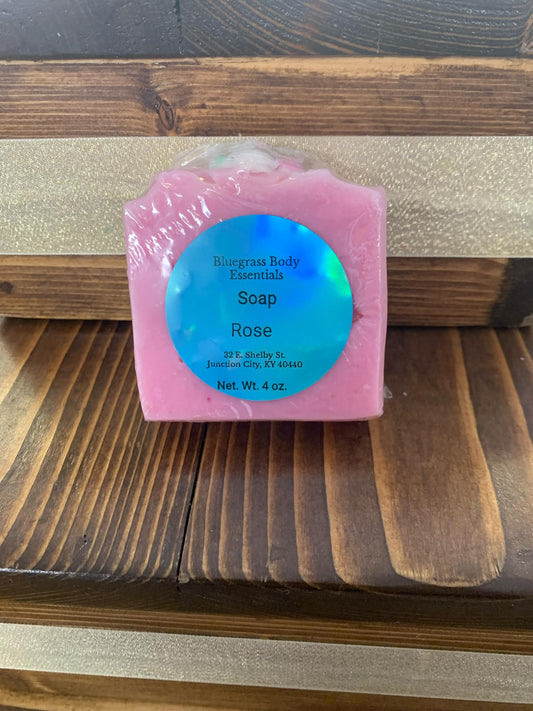 Bluegrass Body
Essentials
Soap
Rose
32 E. Shelby St.
Junction City, KY 40440
Net. Wt. 4 oz.